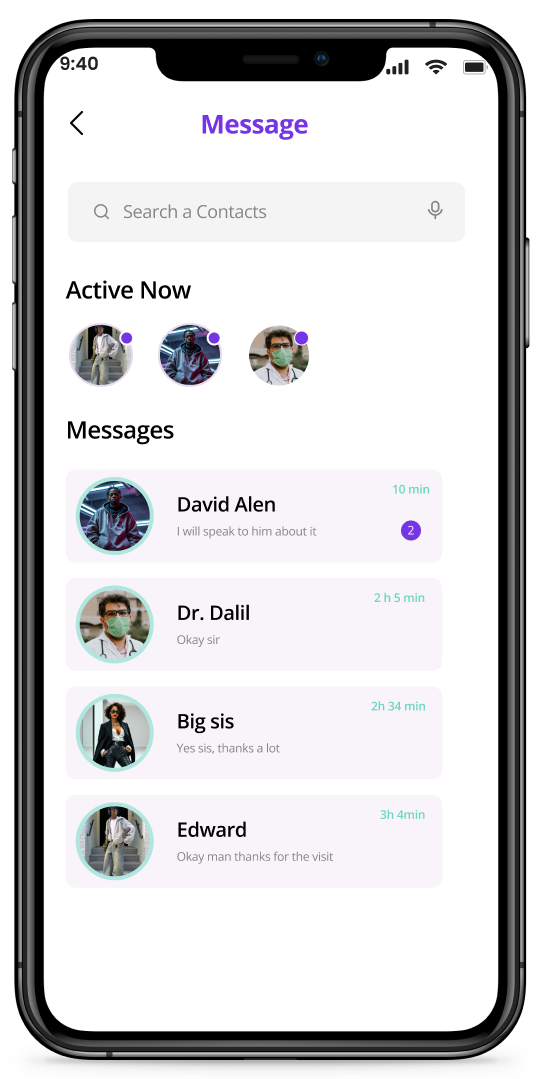 9:40
Message
Search a Contacts
Active Now
Messages
10 min
David Alen
I will speak to him about it
2
2 h 5 min
Dr. Dalil
Okay sir
2h 34 min
Big sis
Yes sis, thanks a lot
3h 4min
Edward
Okay man thanks for the visit